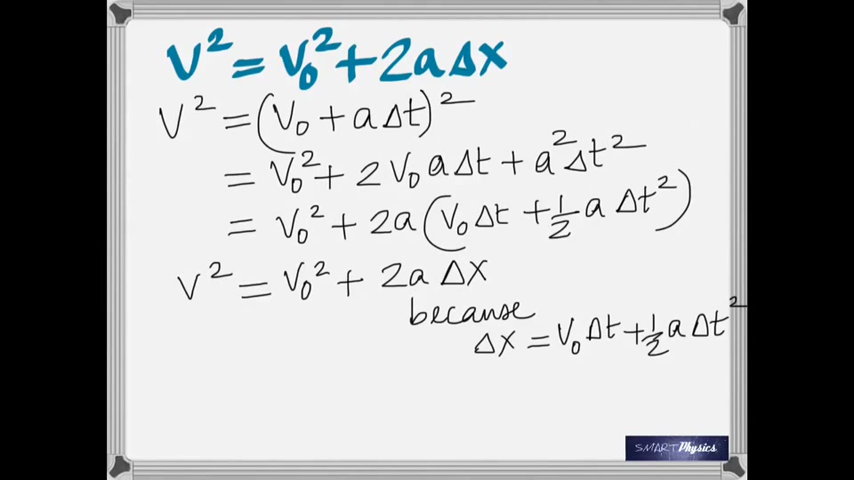 V² = V₀² + 2aΔx
V² = (V₀ + aΔt)²
= V₀² + 2V₀aΔt + a²Δt²
= V₀² + 2a(V₀Δt + ½aΔt²)
V² = V₀² + 2aΔx
because
Δx = V₀Δt + ½aΔt²
SMARTPhysics